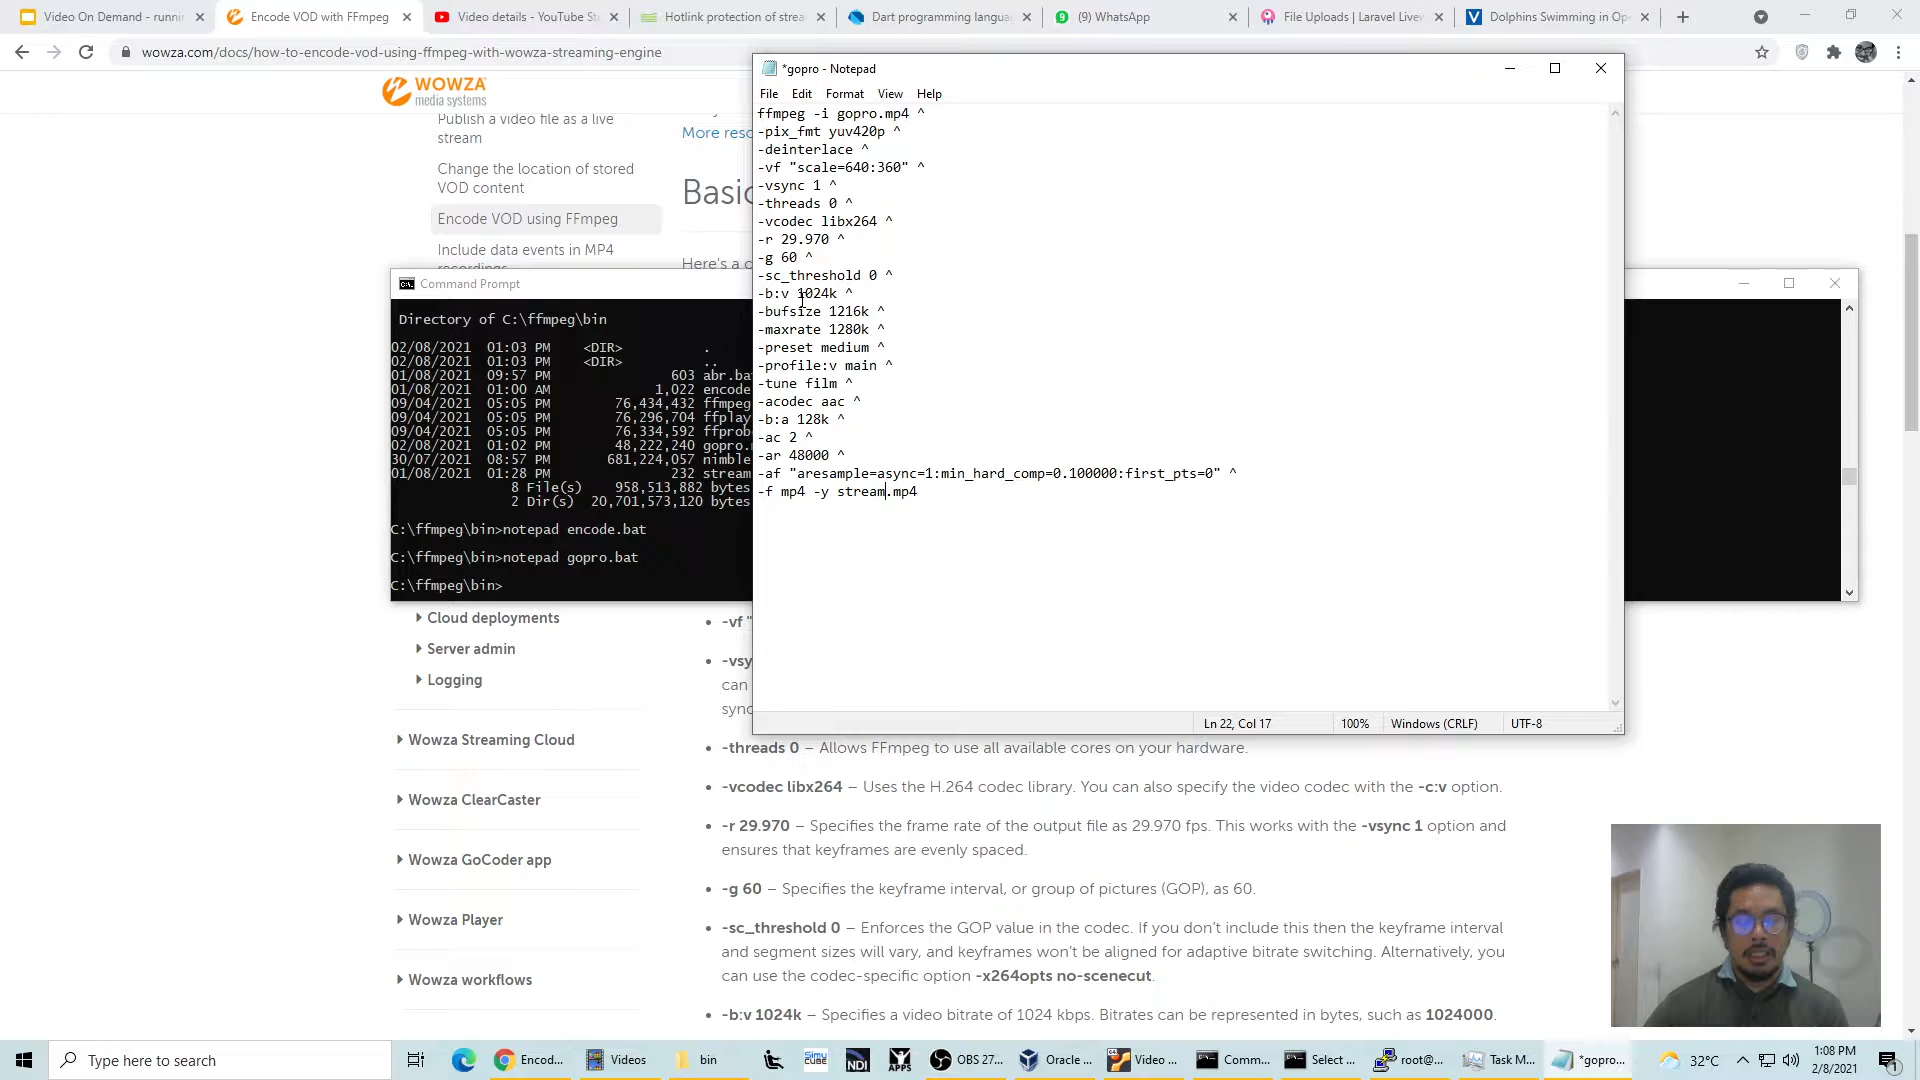 Video On Demand - runnin
Encode VOD with FFmpeg
Video details - YouTube St
Hotlink protection of strea
Dart programming langua
(9) WhatsApp
File Uploads | Laravel Livew
Dolphins Swimming in Op
wowza.com/docs/how-to-encode-vod-using-ffmpeg-with-wowza-streaming-engine
WOWZA
media systems
Publish a video file as a live
stream
Change the location of stored
VOD content
Encode VOD using FFmpeg
Include data events in MP4
recordings
More reso
Basic
Here's a c
*gopro - Notepad
File Edit Format View Help
ffmpeg -i gopro.mp4 ^
-pix_fmt yuv420p ^
-deinterlace ^
-vf "scale=640:360" ^
-vsync 1 ^
-threads 0 ^
-vcodec libx264 ^
-r 29.970 ^
-g 60 ^
-sc_threshold 0 ^
-b:v 1024k ^
-bufsize 1216k ^
-maxrate 1280k ^
-preset medium ^
-profile:v main ^
-tune film ^
-acodec aac ^
-b:a 128k ^
-ac 2 ^
-ar 48000 ^
-af "aresample=async=1:min_hard_comp=0.100000:first_pts=0" ^
-f mp4 -y stream.mp4
Ln 22, Col 17
100%
Windows (CRLF)
UTF-8
Command Prompt
Directory of C:\ffmpeg\bin
02/08/2021 01:03 PM <DIR> .
02/08/2021 01:03 PM <DIR> ..
01/08/2021 09:57 PM 603 abr.bat
01/08/2021 01:00 AM 1,022 encode
09/04/2021 05:05 PM 76,434,432 ffmpeg
09/04/2021 05:05 PM 76,296,704 ffplay
09/04/2021 05:05 PM 76,334,592 ffprob
02/08/2021 01:02 PM 48,222,240 gopro.
30/07/2021 08:57 PM 681,224,057 nimble
01/08/2021 01:28 PM 232 stream
8 File(s) 958,513,882 bytes
2 Dir(s) 20,701,573,120 bytes
C:\ffmpeg\bin>notepad encode.bat
C:\ffmpeg\bin>notepad gopro.bat
C:\ffmpeg\bin>
Cloud deployments
Server admin
Logging
Wowza Streaming Cloud
Wowza ClearCaster
Wowza GoCoder app
Wowza Player
Wowza workflows
-vf "
-vsy
can
sync
-threads 0 – Allows FFmpeg to use all available cores on your hardware.
-vcodec libx264 – Uses the H.264 codec library. You can also specify the video codec with the -c:v option.
-r 29.970 – Specifies the frame rate of the output file as 29.970 fps. This works with the -vsync 1 option and
ensures that keyframes are evenly spaced.
-g 60 – Specifies the keyframe interval, or group of pictures (GOP), as 60.
-sc_threshold 0 – Enforces the GOP value in the codec. If you don't include this then the keyframe interval
and segment sizes will vary, and keyframes won't be aligned for adaptive bitrate switching. Alternatively, you
can use the codec-specific option -x264opts no-scenecut.
-b:v 1024k – Specifies a video bitrate of 1024 kbps. Bitrates can be represented in bytes, such as 1024000.
Type here to search
Encod...
Videos
bin
SIMU CUBE
NDI
APPS
OBS 27...
Oracle ...
Video ...
Comm...
Select ...
root@...
Task M...
*gopro...
32°C
1:08 PM
2/8/2021
1